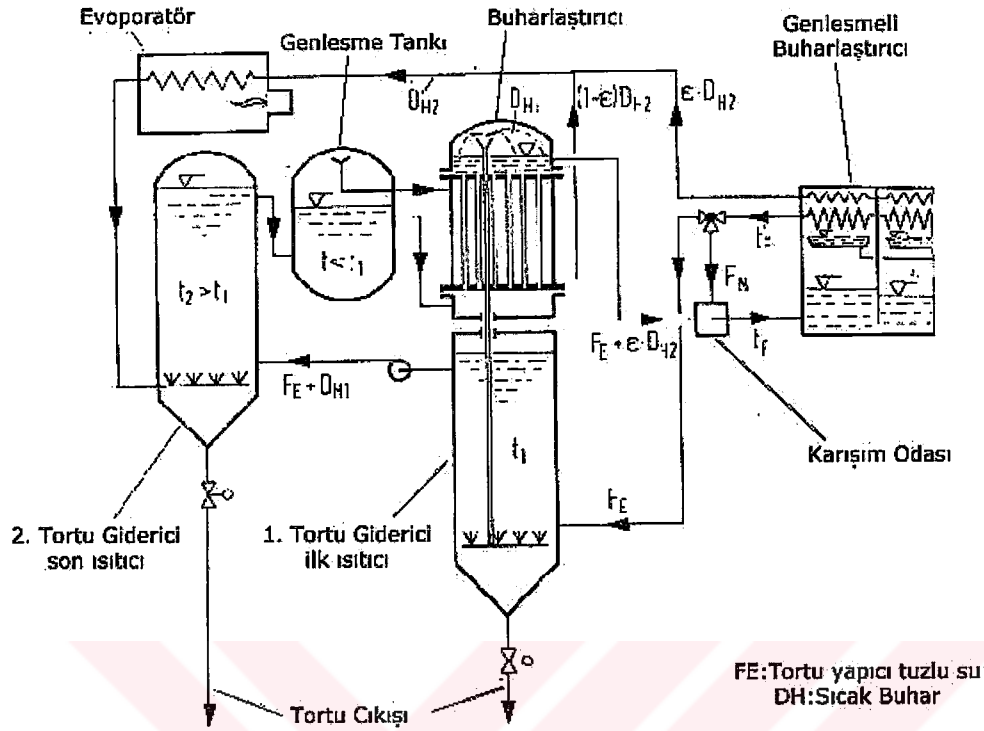 Evoporatör
Genlesme Tankı
Buharlaştırıcı
Genlesmeli
Buharlaştırıcı
D_H2
D_H1
(1-ε)D_H2
ε·D_H2
t<t₁
t₂>t₁
F_N
F_E + ε·D_H2
t_F
F_E + D_H1
t₁
Karışım Odası
F_E
2. Tortu Giderici
son ısıtıcı
1. Tortu Giderici
ilk ısıtıcı
Tortu Cıkışı
FE:Tortu yapıcı tuzlu su
DH:Sıcak Buhar